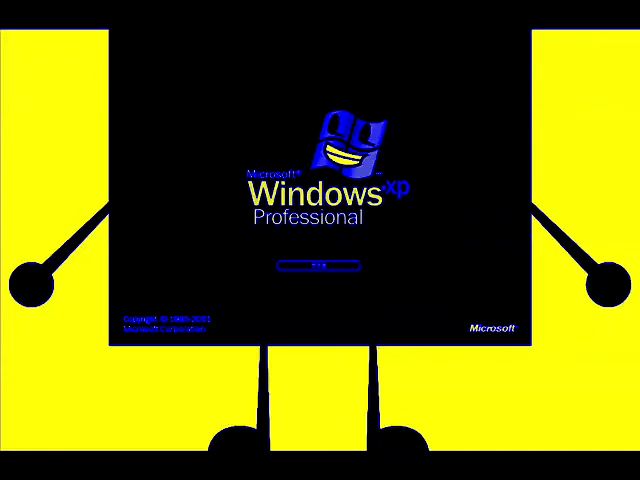 Microsoft®
Windows xp
Professional
Copyright © 1985-2001
Microsoft Corporation
Microsoft